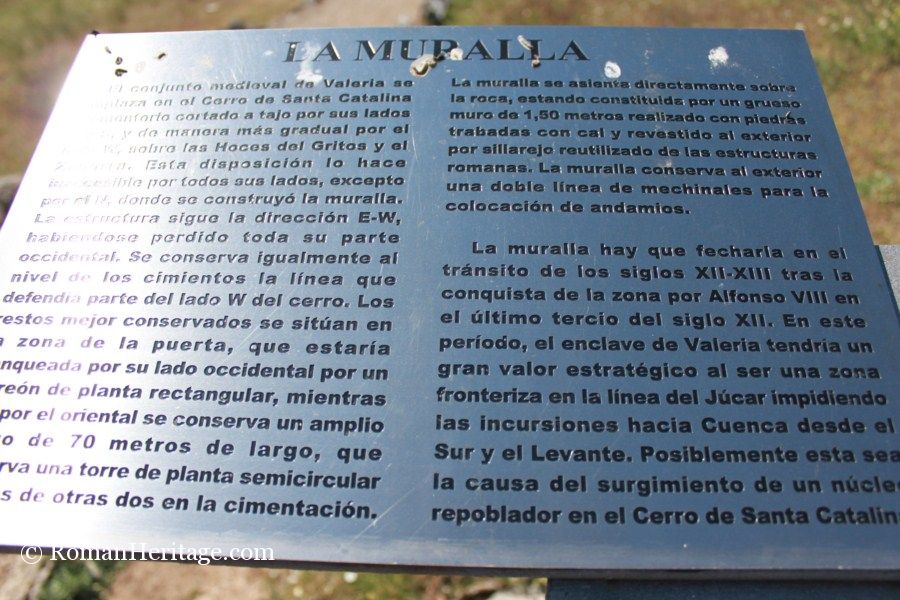 LA MURALLA
El conjunto medieval de Valeria se
en el Cerro de Santa Catalina
cortado a tajo por sus lados
y de manera más gradual por el
sobre las Hoces del Gritos y el
Esta disposición lo hace
por todos sus lados, excepto
por el N, donde se construyó la muralla.
La estructura sigue la dirección E-W,
habiéndose perdido toda su parte
occidental. Se conserva igualmente al
nivel de los cimientos la línea que
defendía parte del lado W del cerro. Los
restos mejor conservados se sitúan en
zona de la puerta, que estaría
nqueada por su lado occidental por un
reón de planta rectangular, mientras
por el oriental se conserva un amplio
o de 70 metros de largo, que
rva una torre de planta semicircular
s de otras dos en la cimentación.
La muralla se asienta directamente sobre
la roca, estando constituida por un grueso
muro de 1,50 metros realizado con piedras
trabadas con cal y revestido al exterior
por sillarejo reutilizado de las estructuras
romanas. La muralla conserva al exterior
una doble línea de mechinales para la
colocación de andamios.
La muralla hay que fecharla en el
tránsito de los siglos XII-XIII tras la
conquista de la zona por Alfonso VIII en
el último tercio del siglo XII. En este
período, el enclave de Valeria tendría un
gran valor estratégico al ser una zona
fronteriza en la línea del Júcar impidiendo
las incursiones hacia Cuenca desde el
Sur y el Levante. Posiblemente esta sea
la causa del surgimiento de un núcle
repoblador en el Cerro de Santa Catalin
© RomanHeritage.com